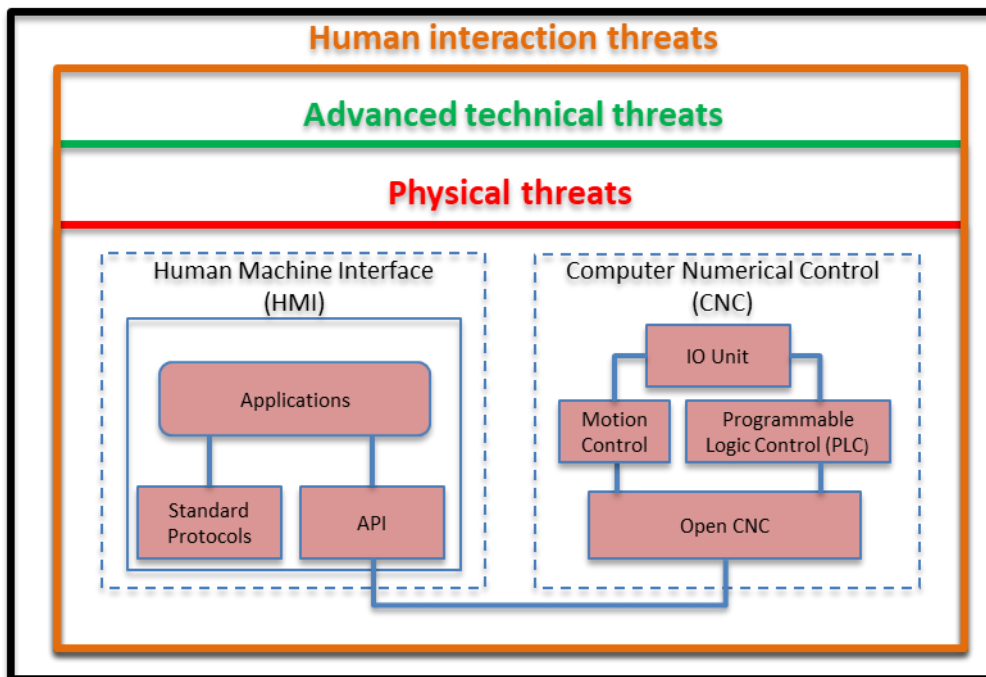 Human interaction threats
Advanced technical threats
Physical threats
Human Machine Interface
(HMI)
Applications
Standard
Protocols
API
Computer Numerical Control
(CNC)
IO Unit
Motion
Control
Programmable
Logic Control (PLC)
Open CNC